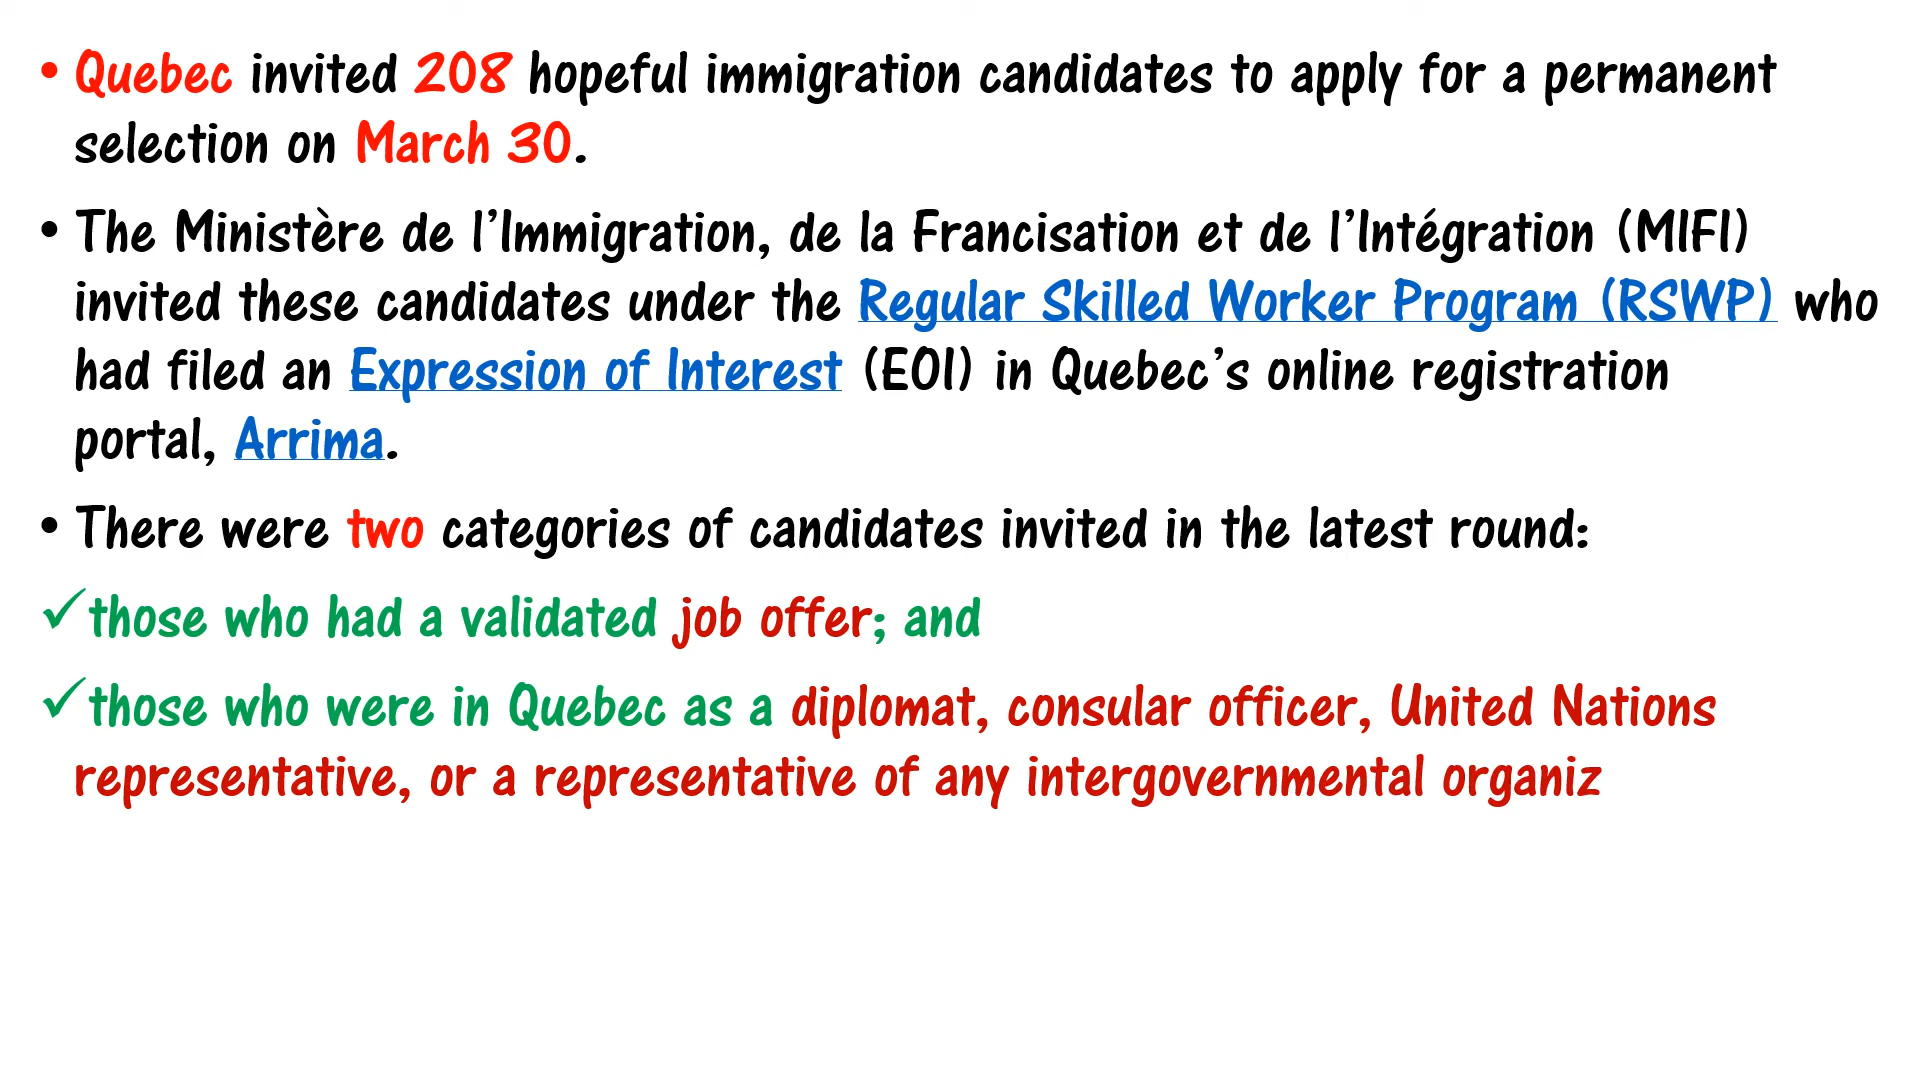 • Quebec invited 208 hopeful immigration candidates to apply for a permanent
selection on March 30.
• The Ministère de l’Immigration, de la Francisation et de l’Intégration (MIFI)
invited these candidates under the Regular Skilled Worker Program (RSWP) who
had filed an Expression of Interest (EOI) in Quebec’s online registration
portal, Arrima.
• There were two categories of candidates invited in the latest round:
✓those who had a validated job offer; and
✓those who were in Quebec as a diplomat, consular officer, United Nations
representative, or a representative of any intergovernmental organiz